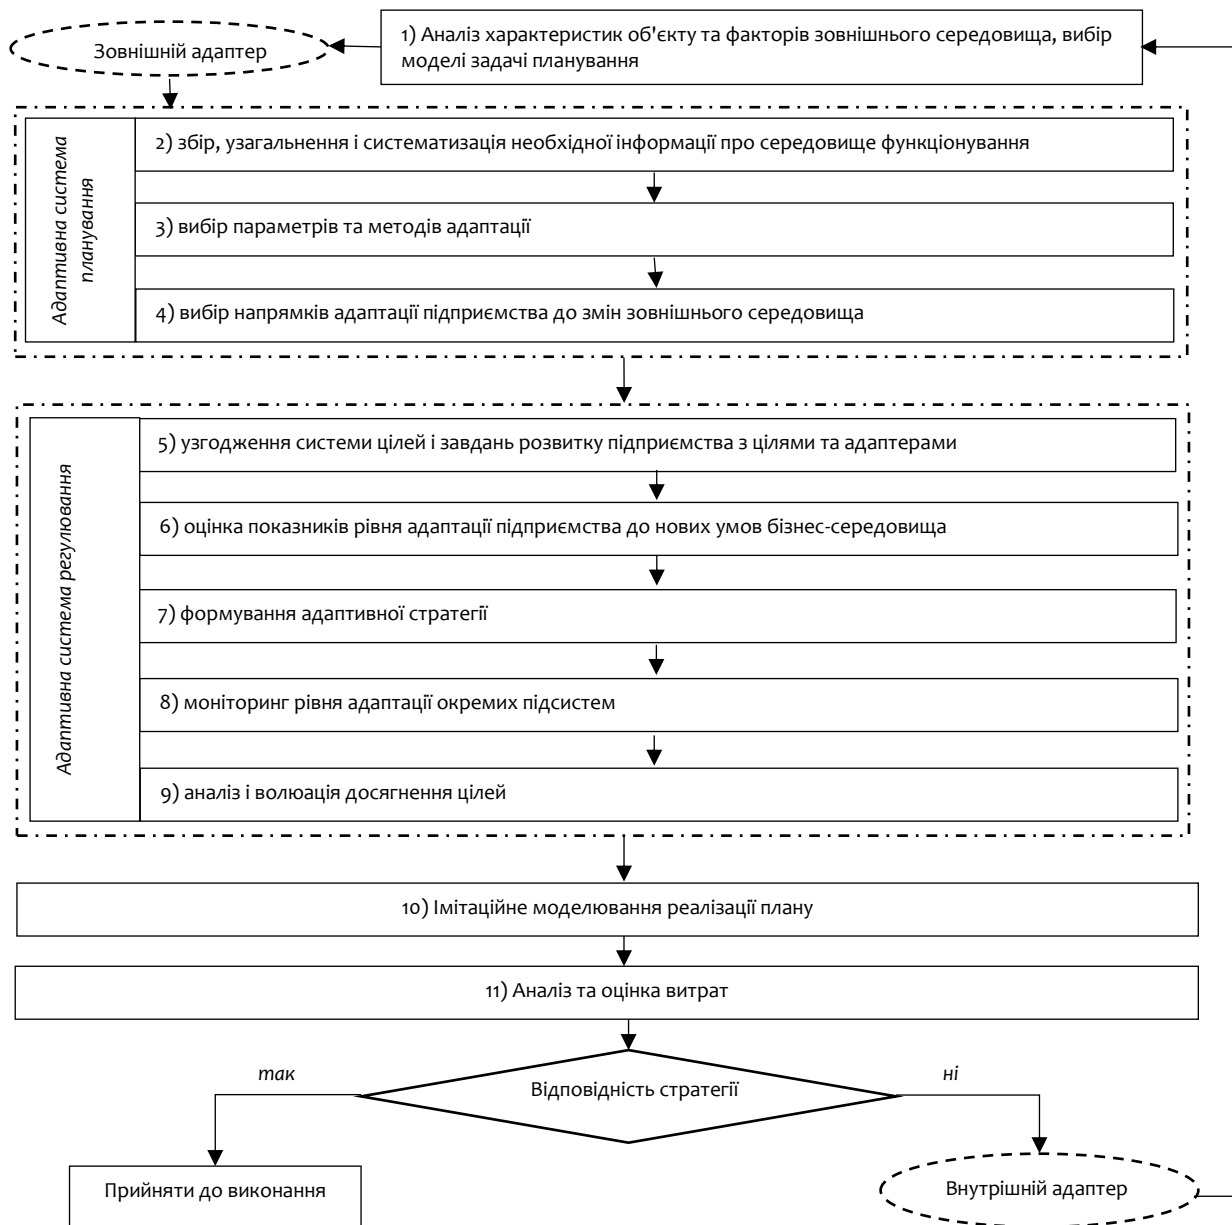 Зовнішній адаптер
1) Аналіз характеристик об'єкту та факторів зовнішнього середовища, вибір
моделі задачі планування
Адаптивна система
планування
2) збір, узагальнення і систематизація необхідної інформації про середовище функціонування
3) вибір параметрів та методів адаптації
4) вибір напрямків адаптації підприємства до змін зовнішнього середовища
Адаптивна система регулювання
5) узгодження системи цілей і завдань розвитку підприємства з цілями та адаптерами
6) оцінка показників рівня адаптації підприємства до нових умов бізнес-середовища
7) формування адаптивної стратегії
8) моніторинг рівня адаптації окремих підсистем
9) аналіз і волюація досягнення цілей
10) Імітаційне моделювання реалізації плану
11) Аналіз та оцінка витрат
так
Відповідність стратегії
ні
Прийняти до виконання
Внутрішній адаптер